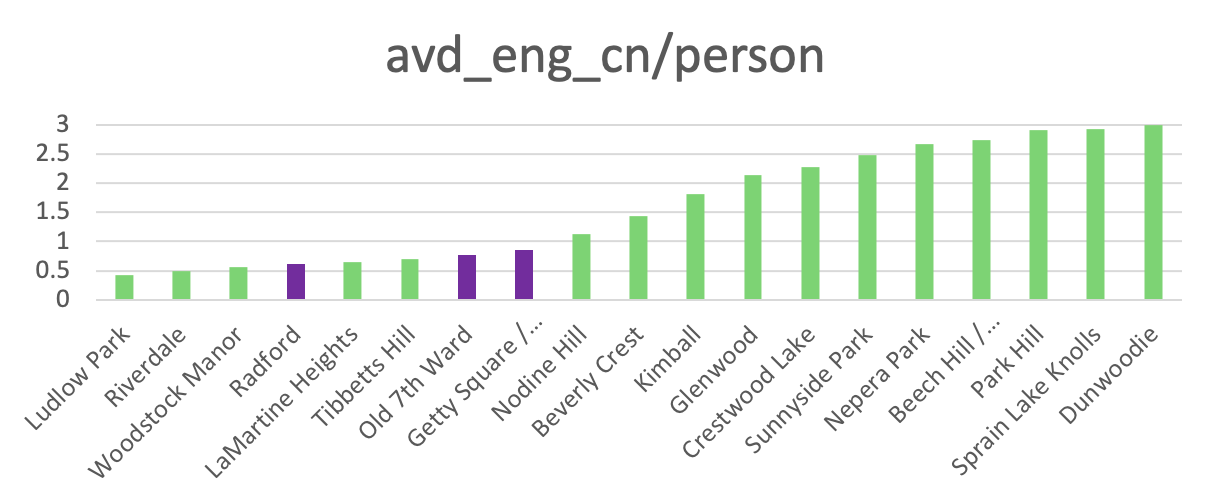 avd_eng_cn/person
3
2.5
2
1.5
1
0.5
0
Ludlow Park
Riverdale
Woodstock Manor
Radford
LaMartine Heights
Tibbetts Hill
Old 7th Ward
Getty Square /...
Nodine Hill
Beverly Crest
Kimball
Glenwood
Crestwood Lake
Sunnyside Park
Nepera Park
Beech Hill /...
Park Hill
Sprain Lake Knolls
Dunwoodie